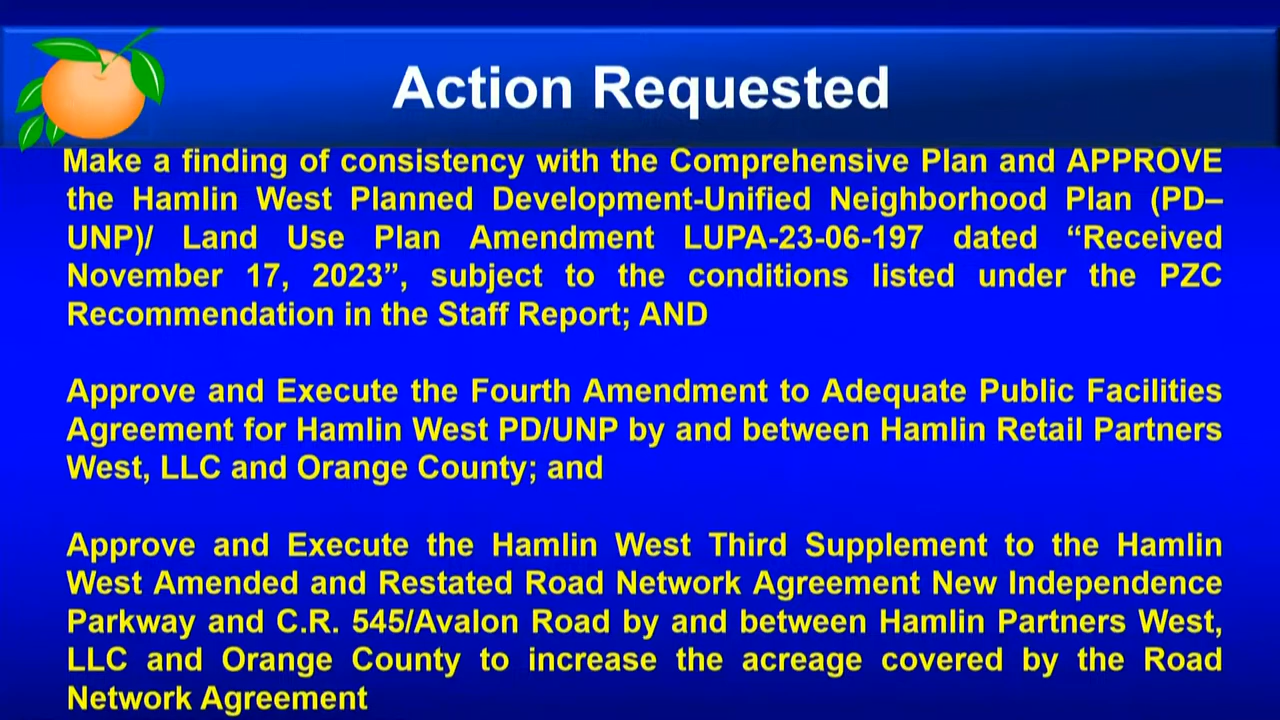 Action Requested
Make a finding of consistency with the Comprehensive Plan and APPROVE
the Hamlin West Planned Development-Unified Neighborhood Plan (PD–
UNP)/ Land Use Plan Amendment LUPA-23-06-197 dated “Received
November 17, 2023”, subject to the conditions listed under the PZC
Recommendation in the Staff Report; AND
Approve and Execute the Fourth Amendment to Adequate Public Facilities
Agreement for Hamlin West PD/UNP by and between Hamlin Retail Partners
West, LLC and Orange County; and
Approve and Execute the Hamlin West Third Supplement to the Hamlin
West Amended and Restated Road Network Agreement New Independence
Parkway and C.R. 545/Avalon Road by and between Hamlin Partners West,
LLC and Orange County to increase the acreage covered by the Road
Network Agreement